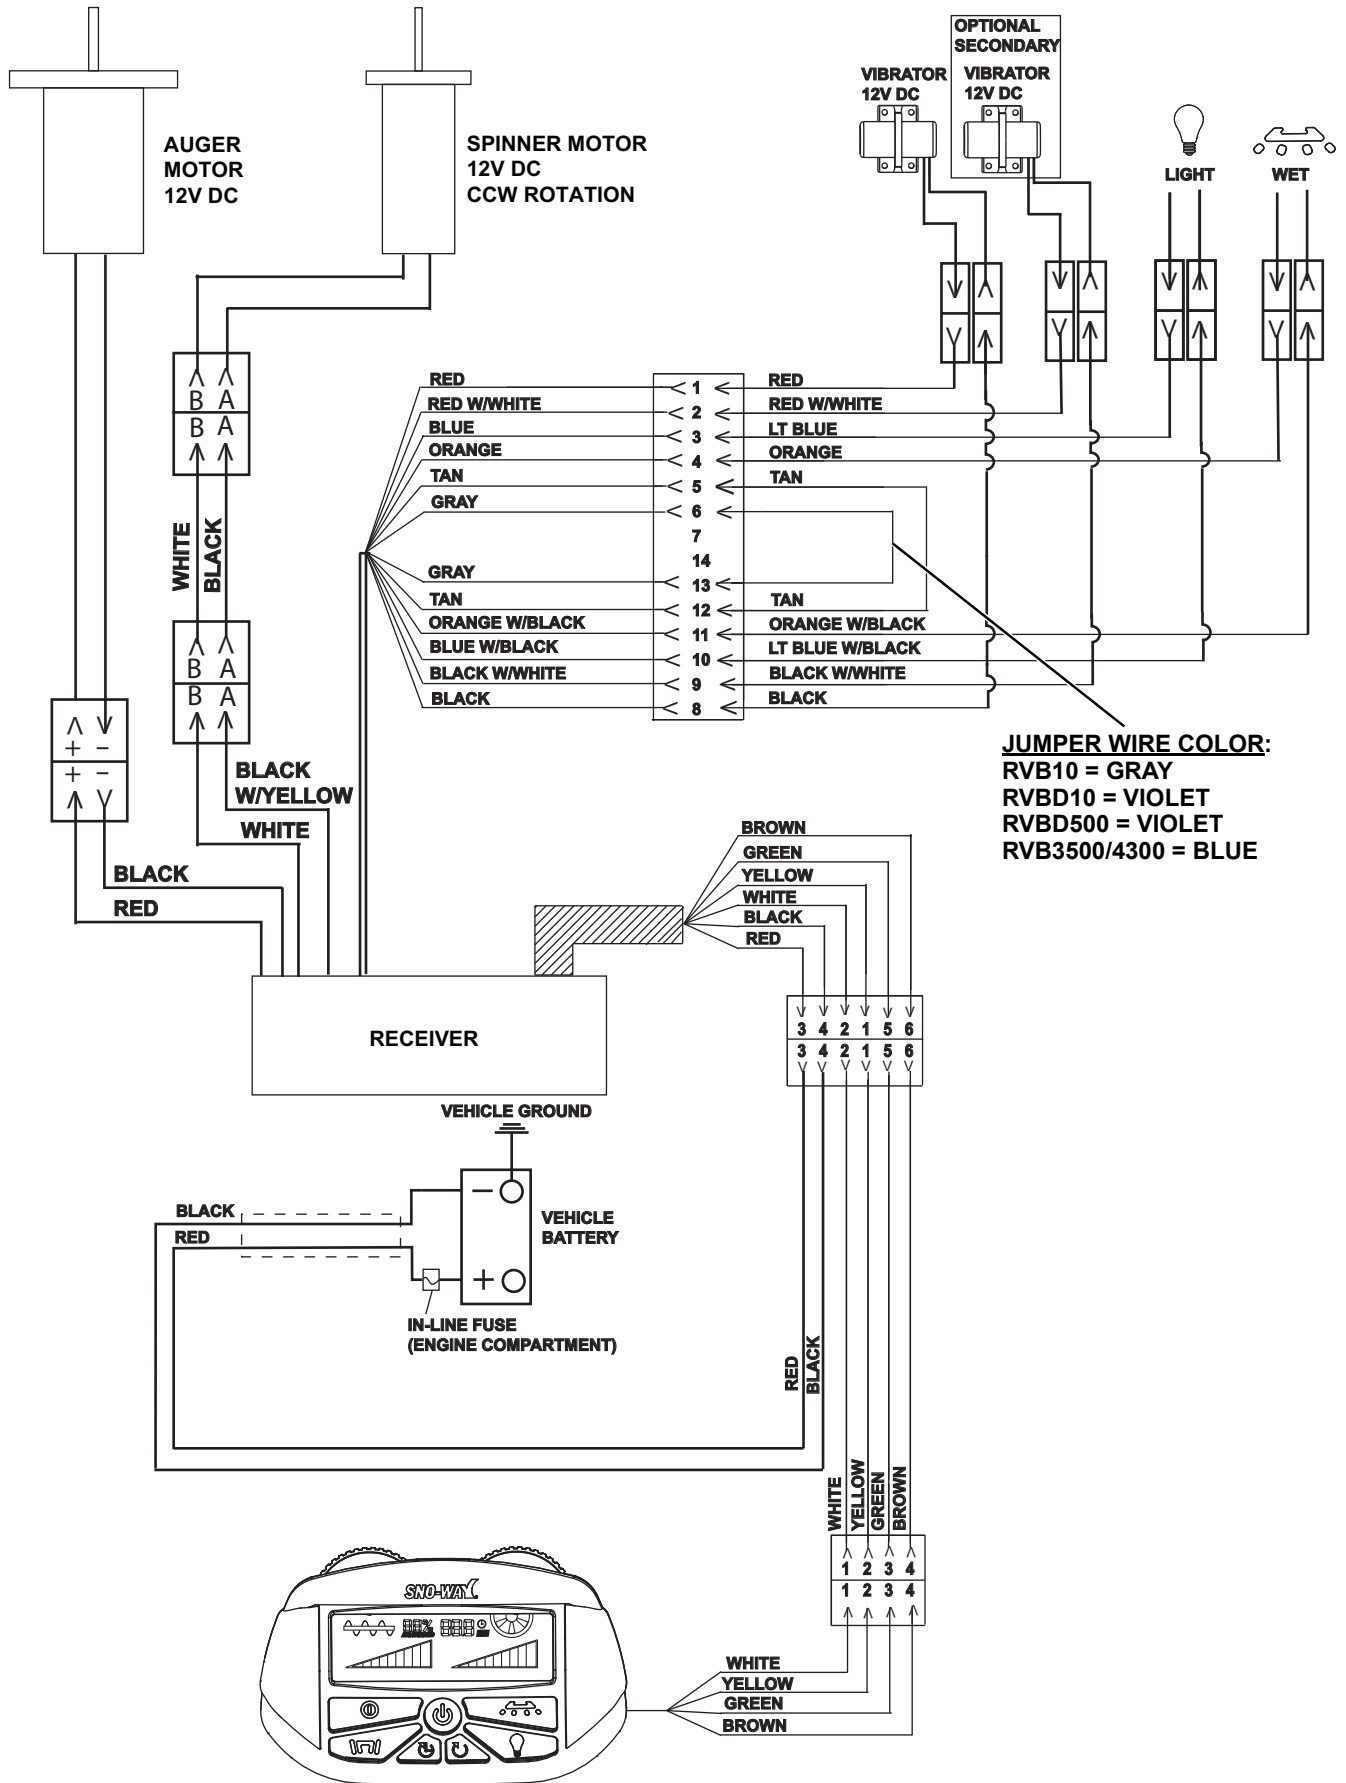 OPTIONAL
SECONDARY
VIBRATOR
12V DC
VIBRATOR
12V DC
LIGHT
WET
AUGER
MOTOR
12V DC
SPINNER MOTOR
12V DC
CCW ROTATION
B A
B A
WHITE
BLACK
B A
B A
+ -
+ -
BLACK
W/YELLOW
WHITE
BLACK
RED
RED 1 RED
RED W/WHITE 2 RED W/WHITE
BLUE 3 LT BLUE
ORANGE 4 ORANGE
TAN 5 TAN
GRAY 6
7
14
GRAY 13
TAN 12 TAN
ORANGE W/BLACK 11 ORANGE W/BLACK
BLUE W/BLACK 10 LT BLUE W/BLACK
BLACK W/WHITE 9 BLACK W/WHITE
BLACK 8 BLACK
JUMPER WIRE COLOR:
RVB10 = GRAY
RVBD10 = VIOLET
RVBD500 = VIOLET
RVB3500/4300 = BLUE
BROWN
GREEN
YELLOW
WHITE
BLACK
RED
3 4 2 1 5 6
3 4 2 1 5 6
RECEIVER
VEHICLE GROUND
BLACK
RED
− 
+
VEHICLE
BATTERY
IN-LINE FUSE
(ENGINE COMPARTMENT)
RED
BLACK
WHITE
YELLOW
GREEN
BROWN
1 2 3 4
1 2 3 4
SNO-WAY
88% 888
WHITE
YELLOW
GREEN
BROWN